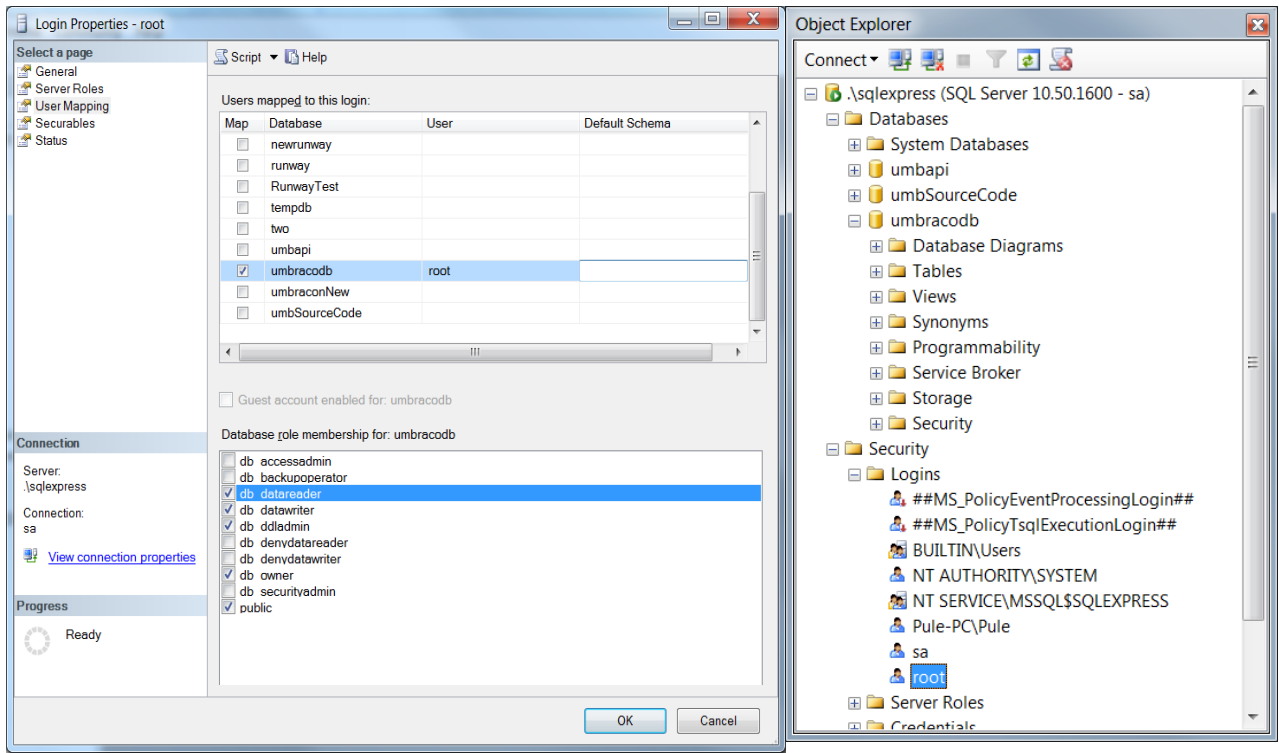 Login Properties - root
Select a page
General
Server Roles
User Mapping
Securables
Status
Script Help
Users mapped to this login:
Map Database User Default Schema
newrunway
runway
RunwayTest
tempdb
two
umbapi
umbracodb root
umbraconNew
umbSourceCode
Guest account enabled for: umbracodb
Database role membership for: umbracodb
db_accessadmin
db_backupoperator
db_datareader
db_datawriter
db_ddladmin
db_denydatareader
db_denydatawriter
db_owner
db_securityadmin
public
Connection
Server:
.\sqlexpress
Connection:
sa
View connection properties
Progress
Ready
OK Cancel
Object Explorer
Connect
.\sqlexpress (SQL Server 10.50.1600 - sa)
Databases
System Databases
umbapi
umbSourceCode
umbracodb
Database Diagrams
Tables
Views
Synonyms
Programmability
Service Broker
Storage
Security
Security
Logins
##MS_PolicyEventProcessingLogin##
##MS_PolicyTsqlExecutionLogin##
BUILTIN\Users
NT AUTHORITY\SYSTEM
NT SERVICE\MSSQL$SQLEXPRESS
Pule-PC\Pule
sa
root
Server Roles
Credentials